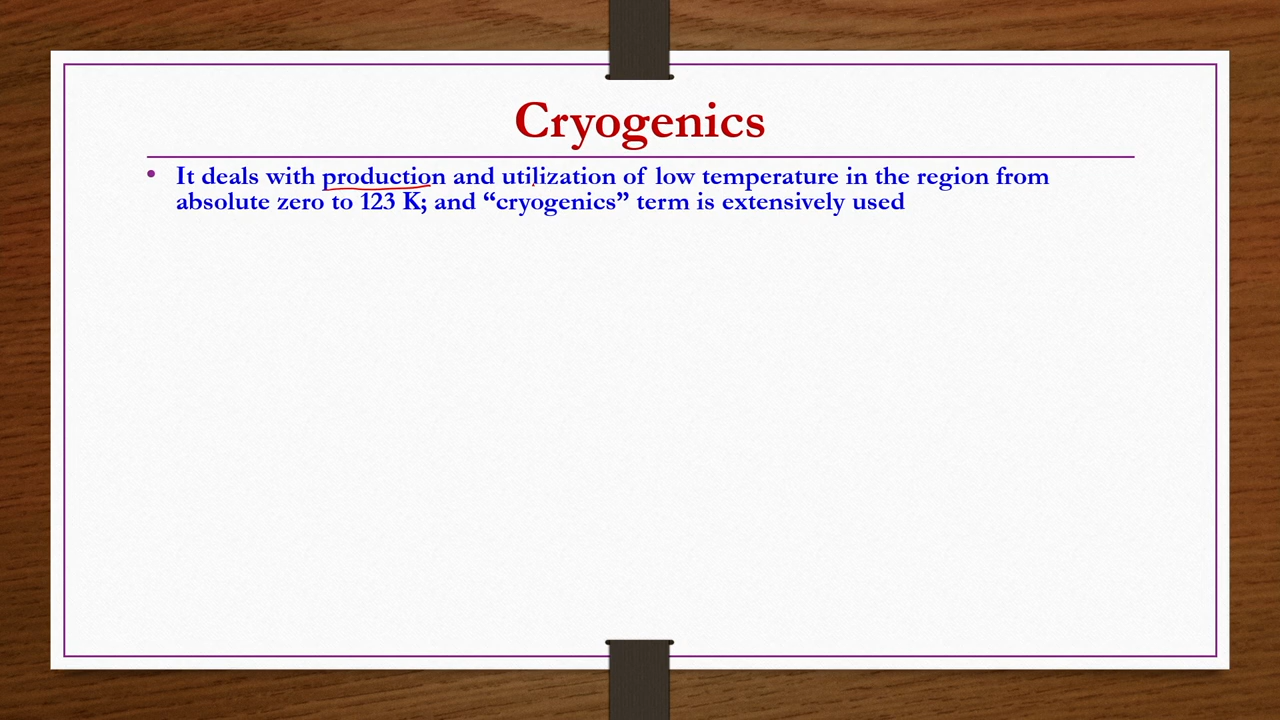 Cryogenics
• It deals with production and utilization of low temperature in the region from
absolute zero to 123 K; and “cryogenics” term is extensively used